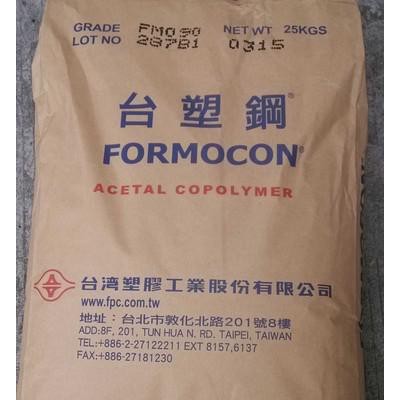 GRADE FM090 NET WT 25KGS
LOT NO 287B1 0315
台塑鋼®
FORMOCON®
ACETAL COPOLYMER
台湾塑膠工業股份有限公司
www.fpc.com.tw
地址:台北市敦化北路201號8樓
ADD:8F, 201, TUN HUA N. RD. TAIPEI, TAIWAN
TEL:+886-2-27122211 EXT 8157,6137
FAX:+886-27181230